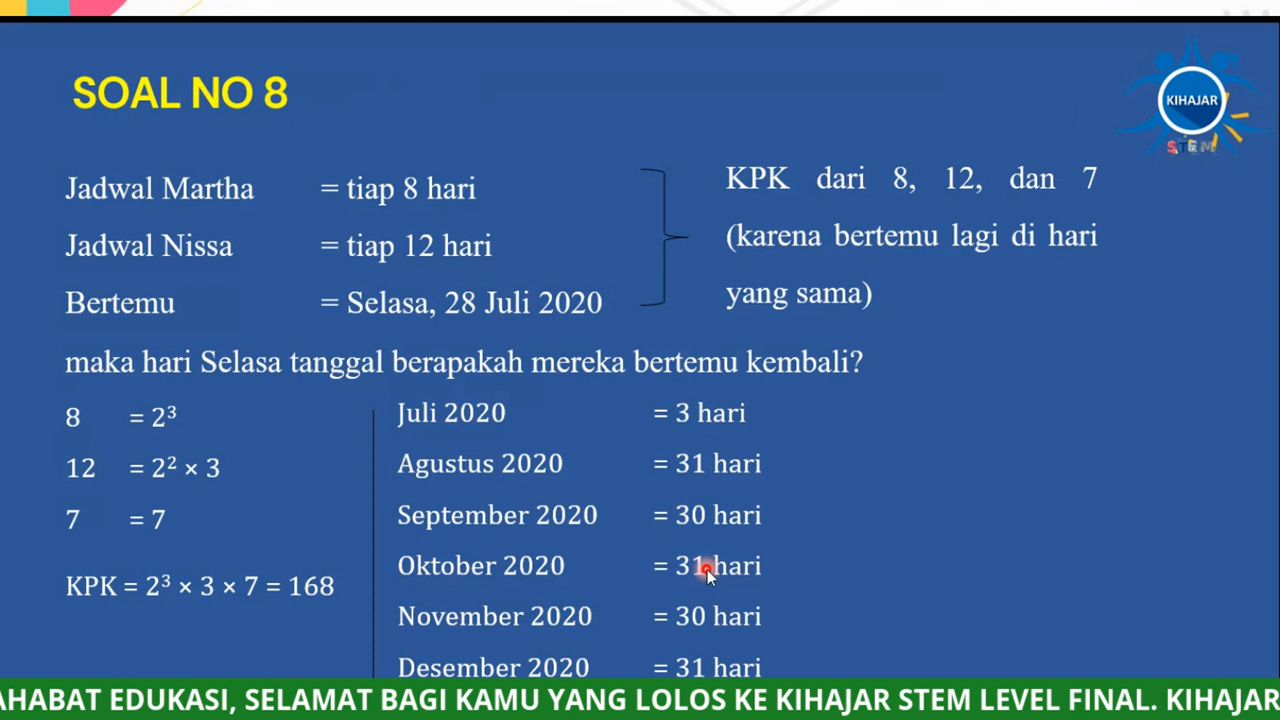 SOAL NO 8
KIHAJAR
STEM
Jadwal Martha = tiap 8 hari
Jadwal Nissa = tiap 12 hari
Bertemu = Selasa, 28 Juli 2020
KPK dari 8, 12, dan 7
(karena bertemu lagi di hari
yang sama)
maka hari Selasa tanggal berapakah mereka bertemu kembali?
8 = 2³
12 = 2² × 3
7 = 7
KPK = 2³ × 3 × 7 = 168
Juli 2020 = 3 hari
Agustus 2020 = 31 hari
September 2020 = 30 hari
Oktober 2020 = 31 hari
November 2020 = 30 hari
Desember 2020 = 31 hari
AHABAT EDUKASI, SELAMAT BAGI KAMU YANG LOLOS KE KIHAJAR STEM LEVEL FINAL. KIHAJAR